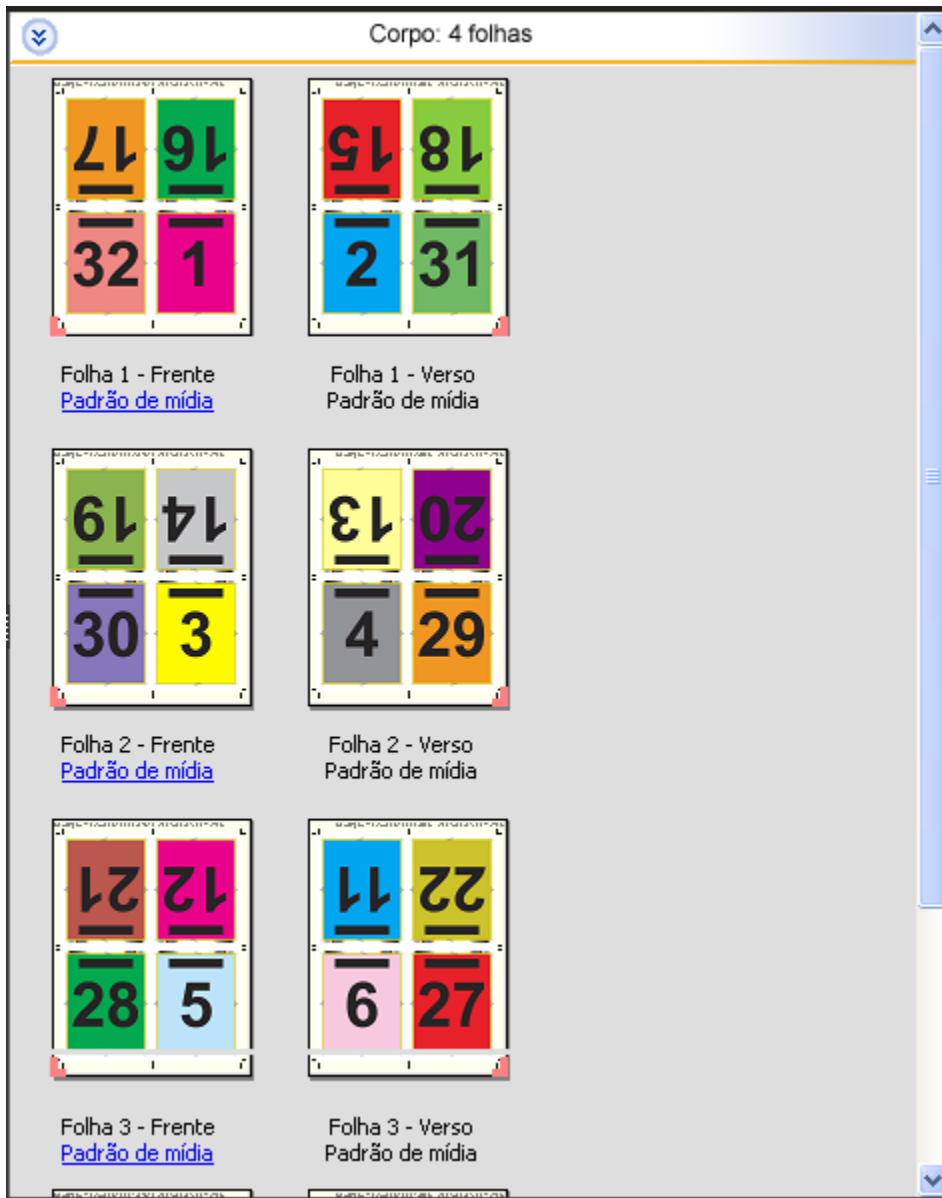 Corpo: 4 folhas
17 16 15 18
32 1 2 31
Folha 1 - Frente Folha 1 - Verso
Padrão de mídia Padrão de mídia
19 14 13 20
30 3 4 29
Folha 2 - Frente Folha 2 - Verso
Padrão de mídia Padrão de mídia
21 12 11 22
28 5 6 27
Folha 3 - Frente Folha 3 - Verso
Padrão de mídia Padrão de mídia